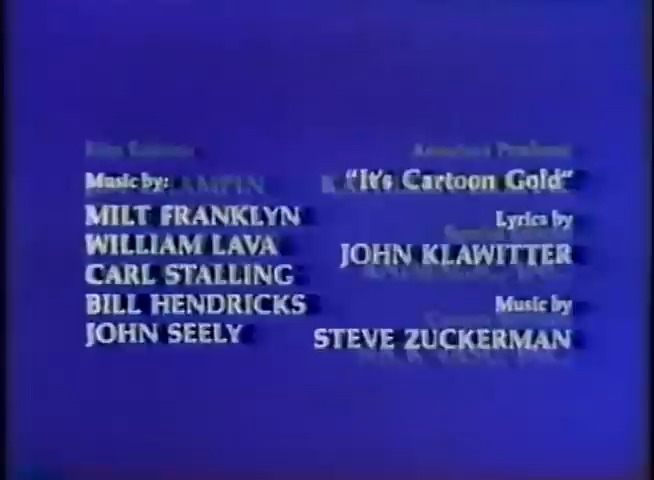 Music by:
MILT FRANKLYN
WILLIAM LAVA
CARL STALLING
BILL HENDRICKS
JOHN SEELY
"It's Cartoon Gold"
Lyrics by
JOHN KLAWITTER
Music by
STEVE ZUCKERMAN